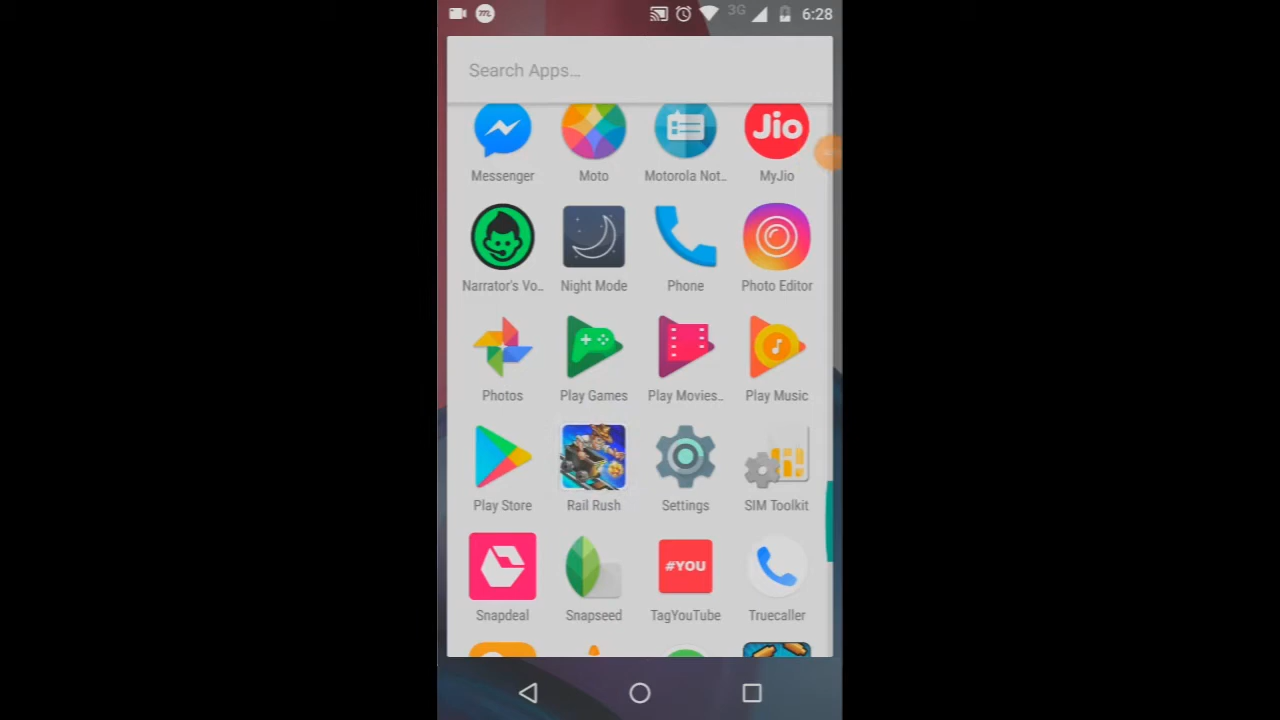 3G 6:28
Search Apps...
Messenger Moto Motorola Not.. MyJio
Jio
Narrator's Vo.. Night Mode Phone Photo Editor
Photos Play Games Play Movies.. Play Music
Play Store Rail Rush Settings SIM Toolkit
#YOU
Snapdeal Snapseed TagYouTube Truecaller